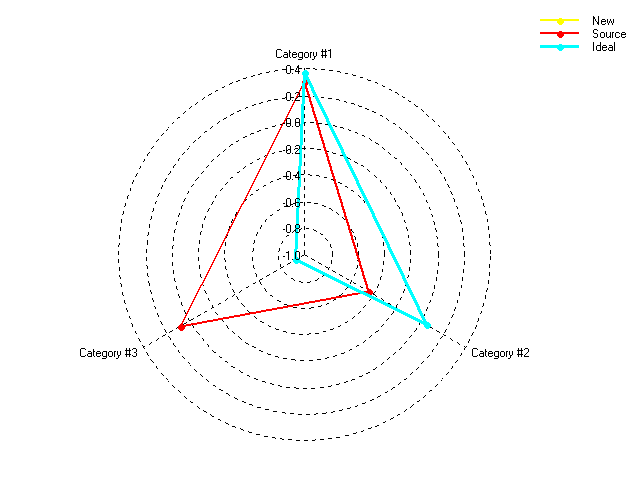 New
Source
Ideal
Category #1
0.4
0.2
0.0
-0.2
-0.4
-0.6
-0.8
-1.0
Category #3
Category #2